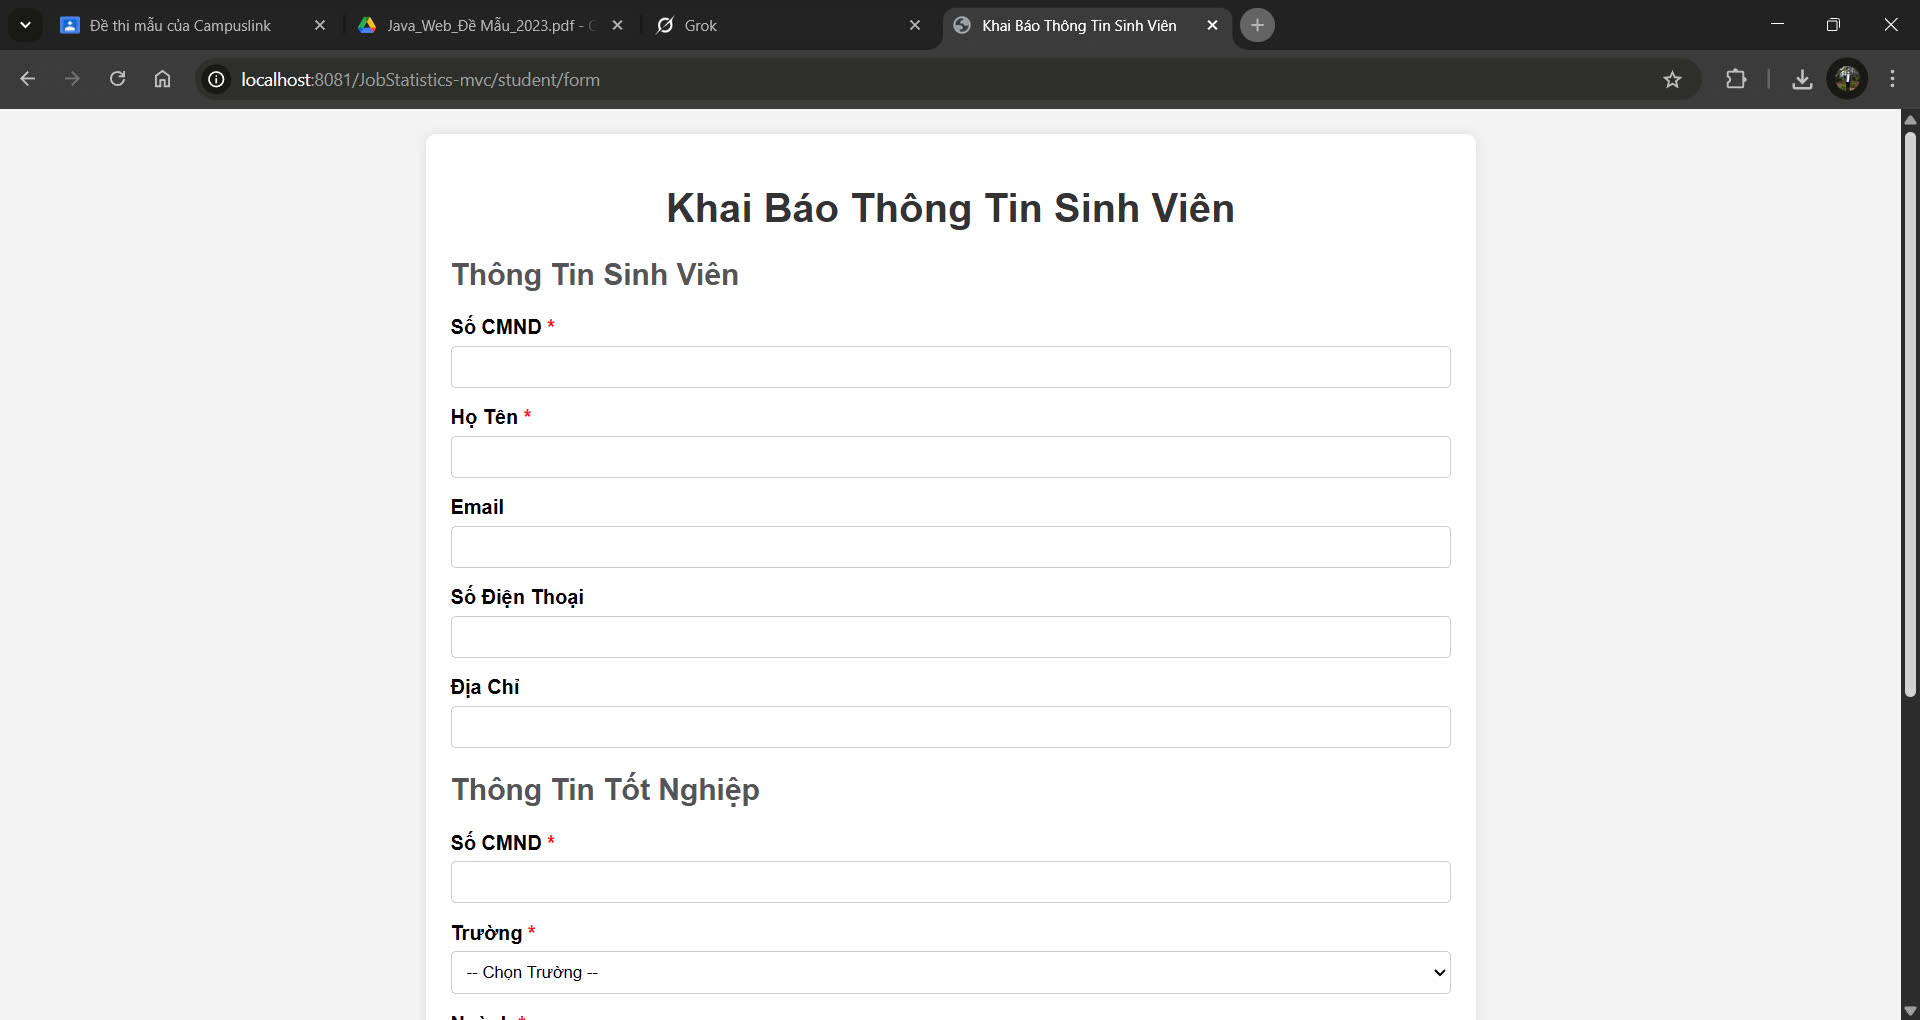 Đề thi mẫu của Campuslink
Java_Web_Đề Mẫu_2023.pdf -
Grok
Khai Báo Thông Tin Sinh Viên
localhost:8081/JobStatistics-mvc/student/form
Khai Báo Thông Tin Sinh Viên
Thông Tin Sinh Viên
Số CMND *
Họ Tên *
Email
Số Điện Thoại
Địa Chỉ
Thông Tin Tốt Nghiệp
Số CMND *
Trường *
-- Chọn Trường --